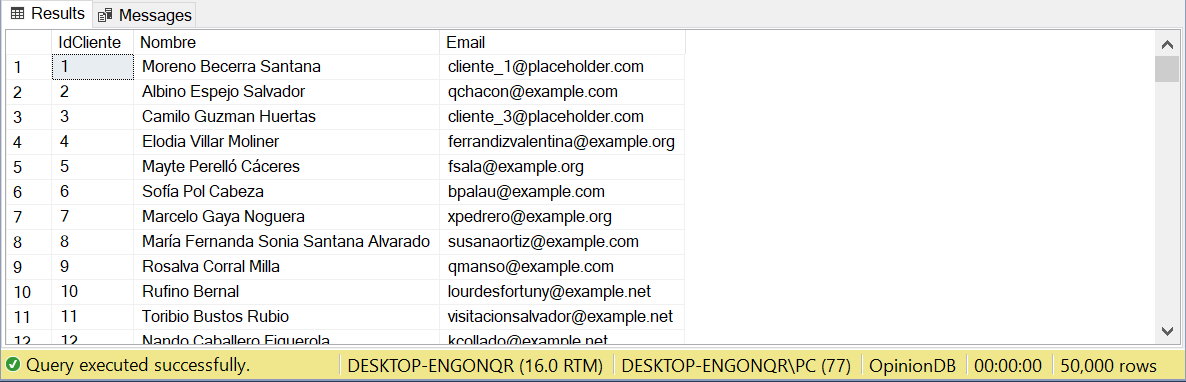 Results Messages
IdCliente Nombre Email
1 1 Moreno Becerra Santana cliente_1@placeholder.com
2 2 Albino Espejo Salvador qchacon@example.com
3 3 Camilo Guzman Huertas cliente_3@placeholder.com
4 4 Elodia Villar Moliner ferrandizvalentina@example.org
5 5 Mayte Perelló Cáceres fsala@example.org
6 6 Sofía Pol Cabeza bpalau@example.com
7 7 Marcelo Gaya Noguera xpedrero@example.org
8 8 María Fernanda Sonia Santana Alvarado susanaortiz@example.com
9 9 Rosalva Corral Milla qmanso@example.com
10 10 Rufino Bernal lourdesfortuny@example.net
11 11 Toribio Bustos Rubio visitacionsalvador@example.net
12 12 Nando Caballero Figuerola kcollado@example.net
Query executed successfully. DESKTOP-ENGONQR (16.0 RTM) DESKTOP-ENGONQR\PC (77) OpinionDB 00:00:00 50,000 rows